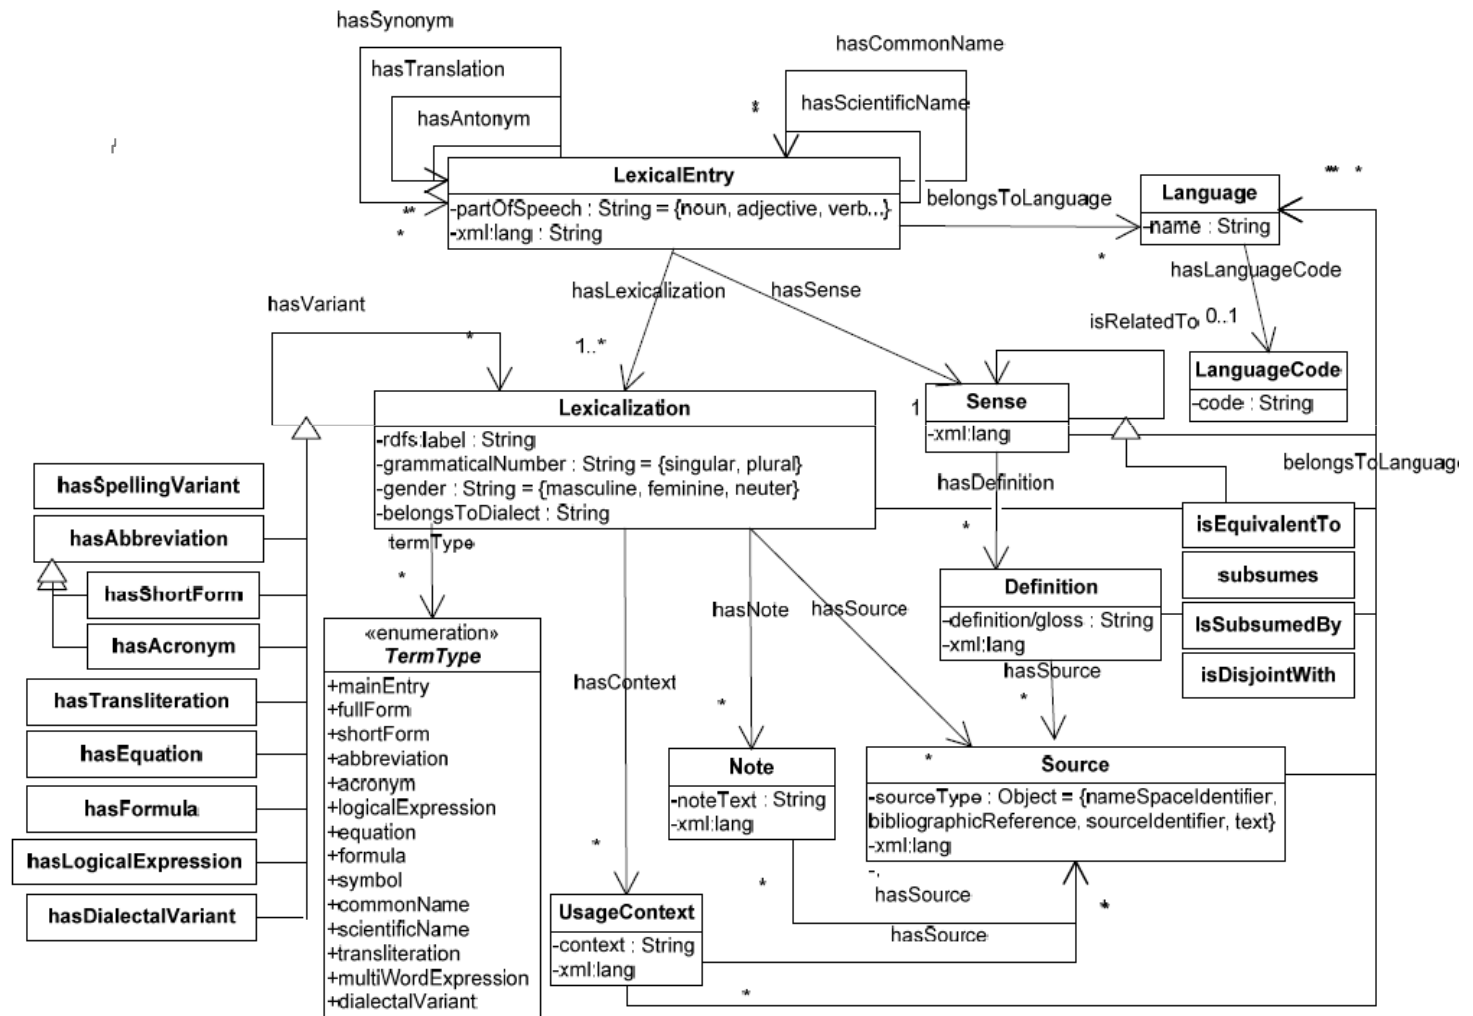 hasSynonym
hasCommonName
hasTranslation
hasScientificName
*
*
hasAntonym
LexicalEntry
-partOfSpeech : String = {noun, adjective, verb...}
-xml:lang : String
**
*
belongsToLanguage
*
** *
Language
-name : String
hasLanguageCode
0..1
LanguageCode
-code : String
hasVariant
*
hasLexicalization
1..*
hasSense
isRelatedTo
1
Sense
-xml:lang
belongsToLanguage
Lexicalization
-rdfs:label : String
-grammaticalNumber : String = {singular, plural}
-gender : String = {masculine, feminine, neuter}
-belongsToDialect : String
hasSpellingVariant
hasAbbreviation
hasShortForm
hasAcronym
hasTransliteration
hasEquation
hasFormula
hasLogicalExpression
hasDialectalVariant
termType
*
«enumeration»
TermType
+mainEntry
+fullForm
+shortForm
+abbreviation
+acronym
+logicalExpression
+equation
+formula
+symbol
+commonName
+scientificName
+transliteration
+multiWordExpression
+dialectalVariant
hasContext
*
hasNote
*
hasSource
*
hasDefinition
*
Definition
-definition/gloss : String
-xml:lang
hasSource
*
isEquivalentTo
subsumes
IsSubsumedBy
isDisjointWith
Note
-noteText : String
-xml:lang
*
Source
-sourceType : Object = {nameSpaceIdentifier,
bibliographicReference, sourceIdentifier, text}
-xml:lang
-,
hasSource
*
hasSource
UsageContext
-context : String
-xml:lang
*